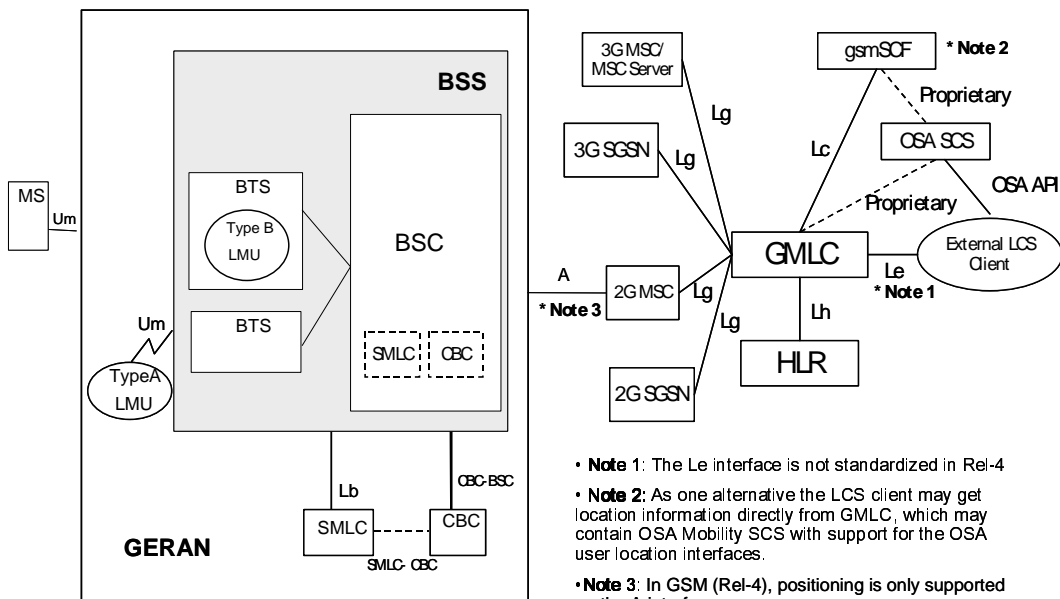 BSS
BTS
Type B
LMU
BTS
BSC
SMLC
CBC
MS
Um
Um
TypeA
LMU
Lb
CBC-BSC
SMLC
CBC
SMLC- CBC
GERAN
A
* Note 3
3G MSC/
MSC Server
3G SGSN
2G MSC
2G SGSN
Lg
Lg
Lg
Lg
gsmSCF
* Note 2
Proprietary
OSA SCS
Lc
OSA API
Proprietary
GMLC
Le
* Note 1
External LCS
Client
Lh
HLR
• Note 1: The Le interface is not standardized in Rel-4
• Note 2: As one alternative the LCS client may get
location information directly from GMLC, which may
contain OSA Mobility SCS with support for the OSA
user location interfaces.
• Note 3: In GSM (Rel-4), positioning is only supported